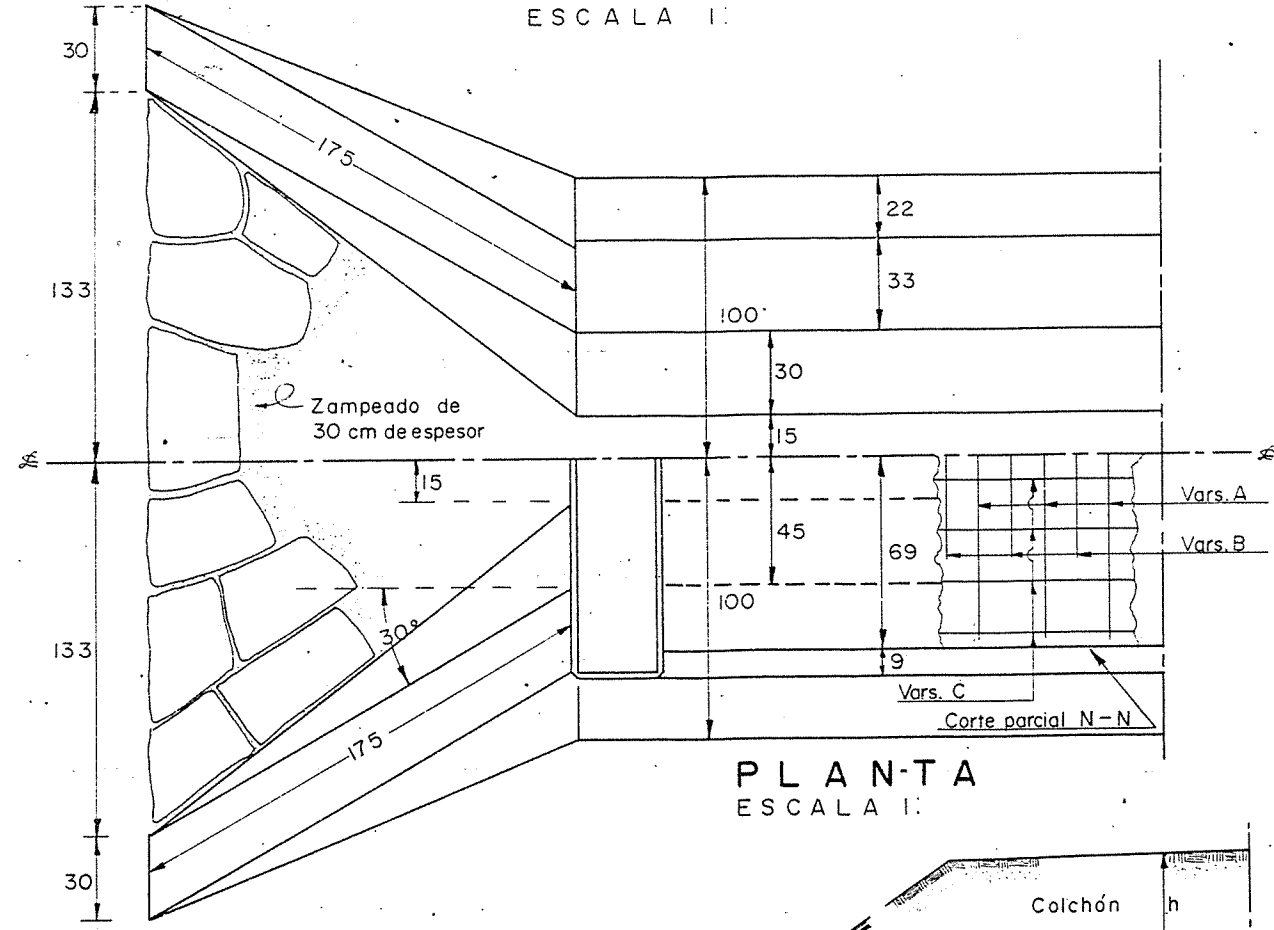 ESCALA 1:
30
175
22
133
33
100
30
Zampeado de
30 cm de espesor
15
15
Vars. A
45
69
Vars. B
100
30°
133
9
Vars. C
Corte parcial N-N
175
PLANTA
ESCALA 1:
30
Colchón h